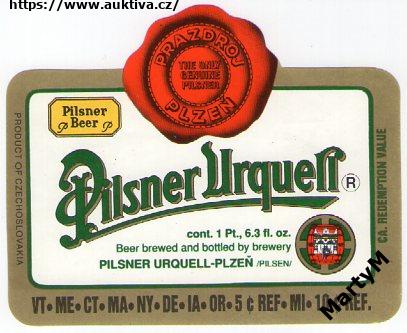 https://www.auktiva.cz/
PRAZDROJ
THE ONLY
GENUINE
PILSNER
PLZEŇ
Pilsner
Beer
PRODUCT OF CZECHOSLOVAKIA
Pilsner Urquell ®
CA. REDEMPTION VALUE
cont. 1 Pt., 6.3 fl. oz.
Beer brewed and bottled by brewery
PILSNER URQUELL-PLZEŇ /PILSEN/
VT•ME•CT•MA•NY•DE•IA•OR•5 ¢ REF•MI•10 REF.
MartyM